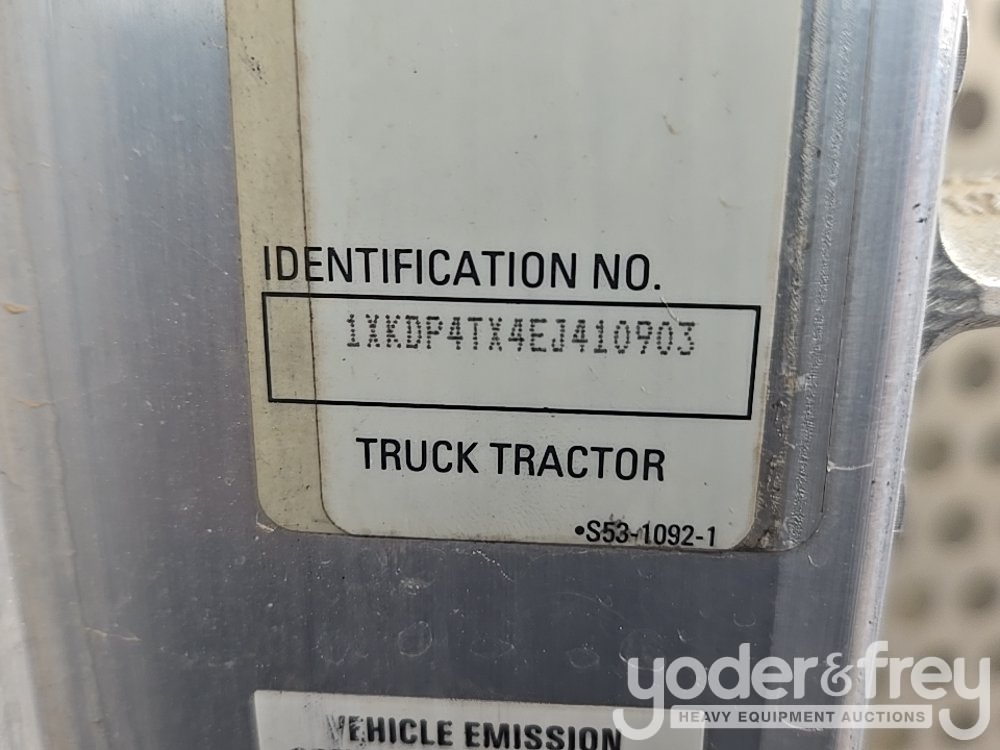 IDENTIFICATION NO.
1XKDP4TX4EJ410903
TRUCK TRACTOR
•S53-1092-1
VEHICLE EMISSION
yoder&frey
HEAVY EQUIPMENT AUCTIONS